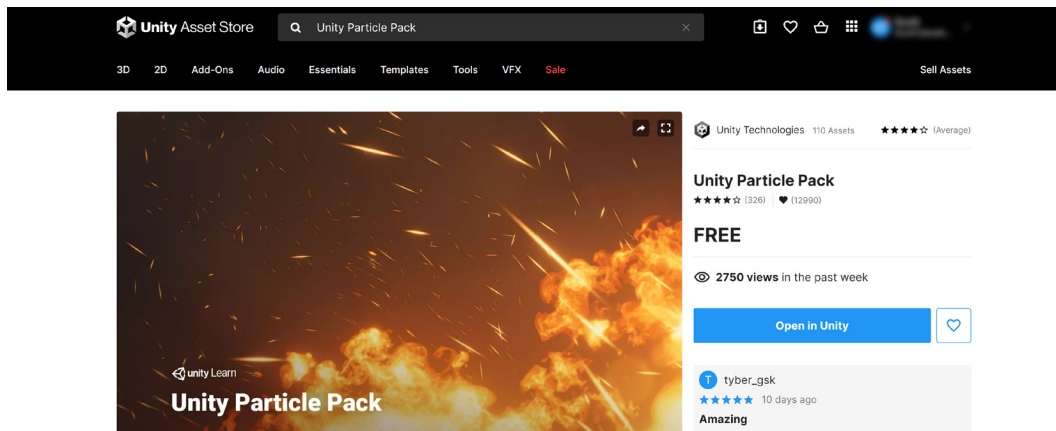 Unity Asset Store
Unity Particle Pack
3D 2D Add-Ons Audio Essentials Templates Tools VFX Sale Sell Assets
Unity Technologies 110 Assets ★★★★☆ (Average)
Unity Particle Pack
★★★★☆ (326) (12990)
FREE
2750 views in the past week
Open in Unity
T tyber_gsk
★★★★★ 10 days ago
Amazing
unity Learn
Unity Particle Pack